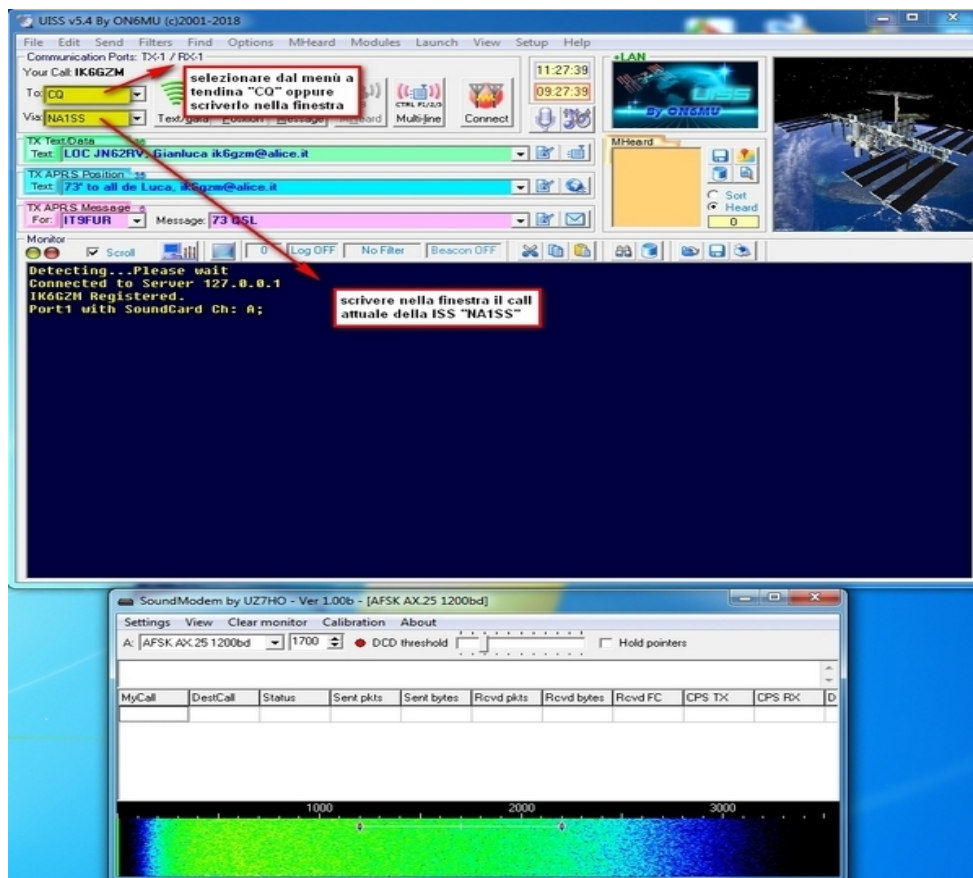 UISS v5.4 By ON6MU (c)2001-2018
File Edit Send Filters Find Options MHeard Modules Launch View Setup Help
Communication Ports: TX-1 / RX-1
Your Call: IK6GZM
To: CQ
Via: NA1SS
selezionare dal menù a
tendina "CQ" oppure
scriverlo nella finestra
CTRL F1/2/3
Multi-line
Connect
11:27:39
09:27:39
+LAN
UISS
By ON6MU
TX Text/Data
Text: LOC JN62RV, Gianluca ik6gzm@alice.it
TX APRS Position
Text: 73° to all de Luca, ik6gzm@alice.it
TX APRS Message
For: IT9FUR Message: 73 QSL
MHeard
Sort
Heard
0
Monitor
Scroll
0 Log OFF No Filter Beacon OFF
Detecting...Please wait
Connected to Server 127.0.0.1
IK6GZM Registered.
Port1 with SoundCard Ch: A;
scrivere nella finestra il call
attuale della ISS "NA1SS"
SoundModem by UZ7HO - Ver 1.00b - [AFSK AX.25 1200bd]
Settings View Clear monitor Calibration About
A: AFSK AX.25 1200bd 1700 DCD threshold Hold pointers
MyCall DestCall Status Sent pkts Sent bytes Rcvd pkts Rcvd bytes Rcvd FC CPS TX CPS RX D
1000 2000 3000